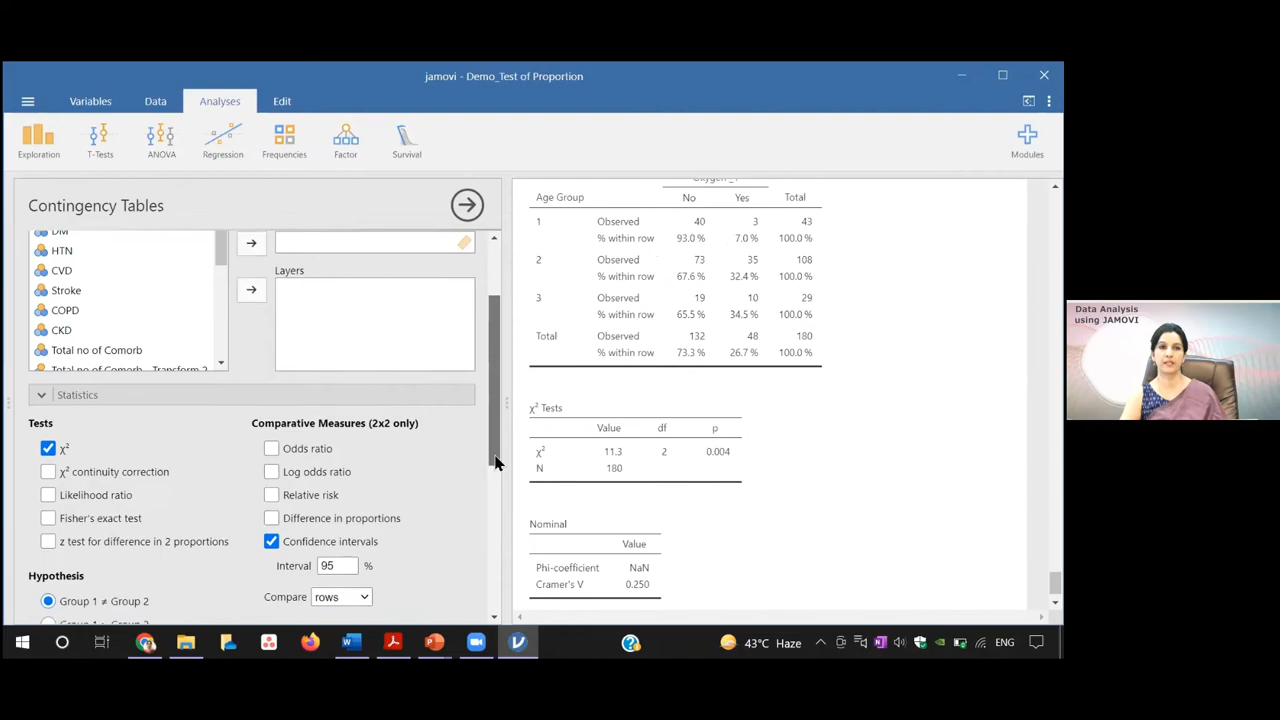 jamovi - Demo_Test of Proportion
Variables
Data
Analyses
Edit
Exploration
T-Tests
ANOVA
Regression
Frequencies
Factor
Survival
Modules
Contingency Tables
DM
HTN
CVD
Stroke
COPD
CKD
Total no of Comorb
Total no of Comorb - Transform 2
Layers
Statistics
Tests
χ²
χ² continuity correction
Likelihood ratio
Fisher's exact test
z test for difference in 2 proportions
Hypothesis
Group 1 ≠ Group 2
Comparative Measures (2x2 only)
Odds ratio
Log odds ratio
Relative risk
Difference in proportions
Confidence intervals
Interval 95 %
Compare rows
Age Group No Yes Total
1 Observed 40 3 43
% within row 93.0 % 7.0 % 100.0 %
2 Observed 73 35 108
% within row 67.6 % 32.4 % 100.0 %
3 Observed 19 10 29
% within row 65.5 % 34.5 % 100.0 %
Total Observed 132 48 180
% within row 73.3 % 26.7 % 100.0 %
χ² Tests
Value df p
χ² 11.3 2 0.004
N 180
Nominal
Value
Phi-coefficient NaN
Cramer's V 0.250
Data Analysis
using JAMOVI
43°C Haze
ENG